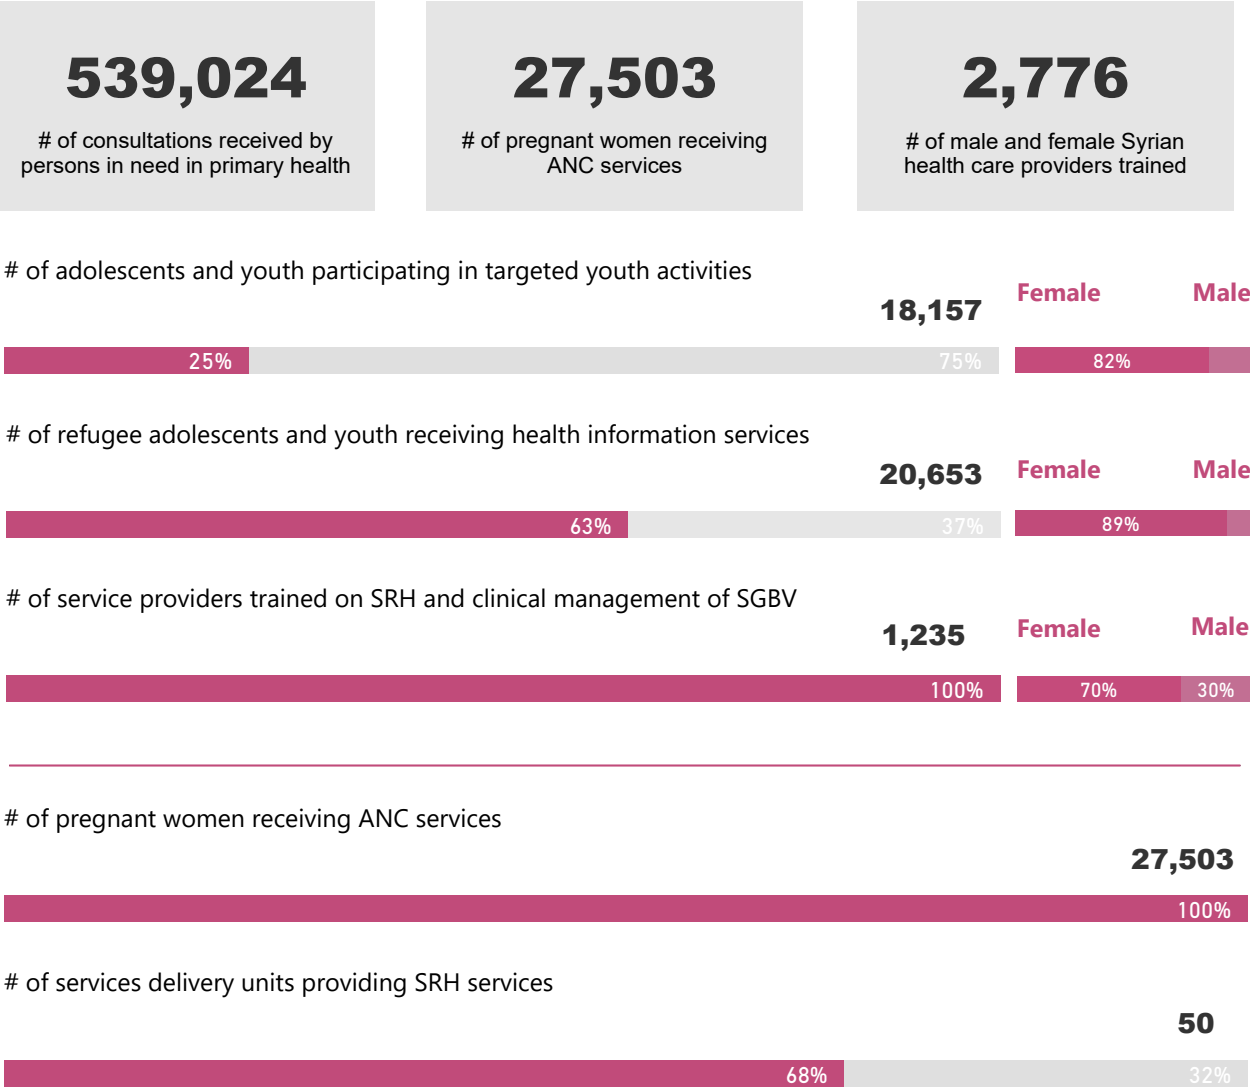 539,024
# of consultations received by
persons in need in primary health
27,503
# of pregnant women receiving
ANC services
2,776
# of male and female Syrian
health care providers trained
# of adolescents and youth participating in targeted youth activities
18,157
Female Male
25% 75% 82%
# of refugee adolescents and youth receiving health information services
20,653
Female Male
63% 37% 89%
# of service providers trained on SRH and clinical management of SGBV
1,235
Female Male
100% 70% 30%
# of pregnant women receiving ANC services
27,503
100%
# of services delivery units providing SRH services
50
68% 32%